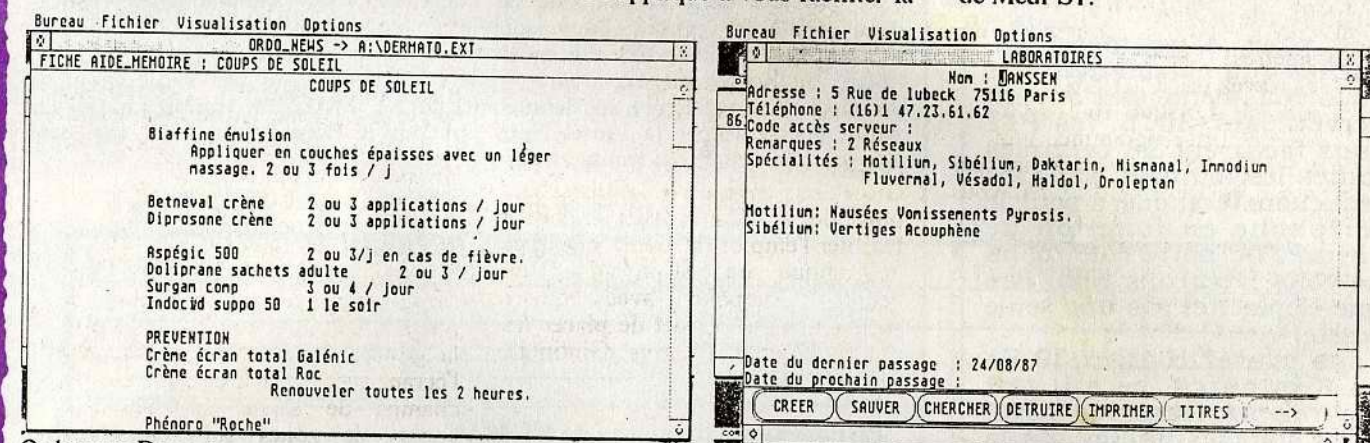 de Medi ST.
Bureau Fichier Visualisation Options
ORDO_NEWS -> A:\DERMATO.EXT
FICHE AIDE_MEMOIRE : COUPS DE SOLEIL
COUPS DE SOLEIL
Biaffine émulsion
Appliquer en couches épaisses avec un léger
massage. 2 ou 3 fois / j
Betneval crème 2 ou 3 applications / jour
Diprosone crème 2 ou 3 applications / jour
Aspégic 500 2 ou 3/j en cas de fièvre.
Doliprane sachets adulte 2 ou 3 / jour
Surgam comp 3 ou 4 / jour
Indocid suppo 50 1 le soir
PREVENTION
Crème écran total Galénic
Crème écran total Roc
Renouveler toutes les 2 heures.
Phénoro "Roche"
Bureau Fichier Visualisation Options
LABORATOIRES
Nom : JANSSEN
Adresse : 5 Rue de lubeck 75116 Paris
Téléphone : (16)1 47.23.61.62
86
Code accès serveur :
Remarques : 2 Réseaux
Spécialités : Motilium, Sibélium, Daktarin, Hismanal, Immodium
Fluvermal, Vésadol, Haldol, Droleptan
Motilium: Nausées Vomissements Pyrosis.
Sibélium: Vertiges Acouphène
Date du dernier passage : 24/08/87
Date du prochain passage :
CREER SAUVER CHERCHER DETRUIRE IMPRIMER TITRES -->